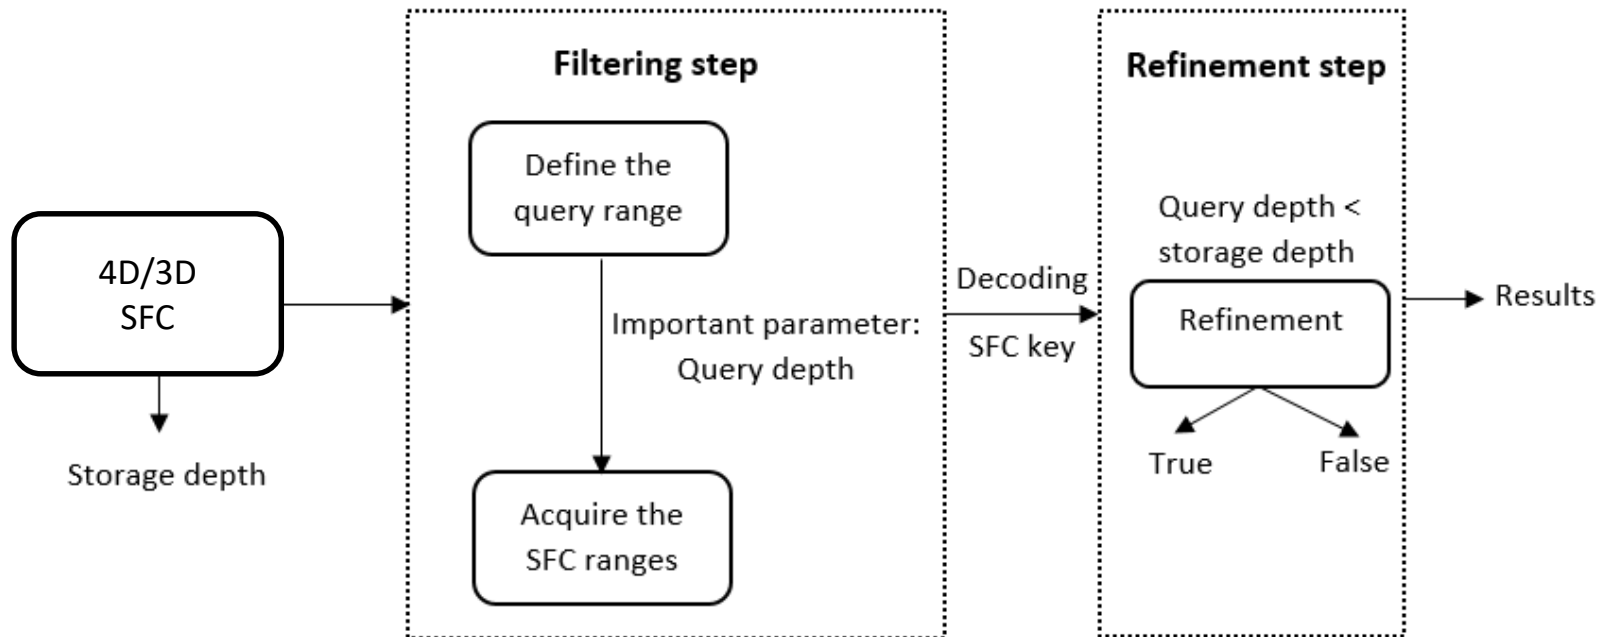 4D/3D
SFC
Storage depth
Filtering step
Define the
query range
Important parameter:
Query depth
Acquire the
SFC ranges
Decoding
SFC key
Refinement step
Query depth <
storage depth
Refinement
True
False
Results